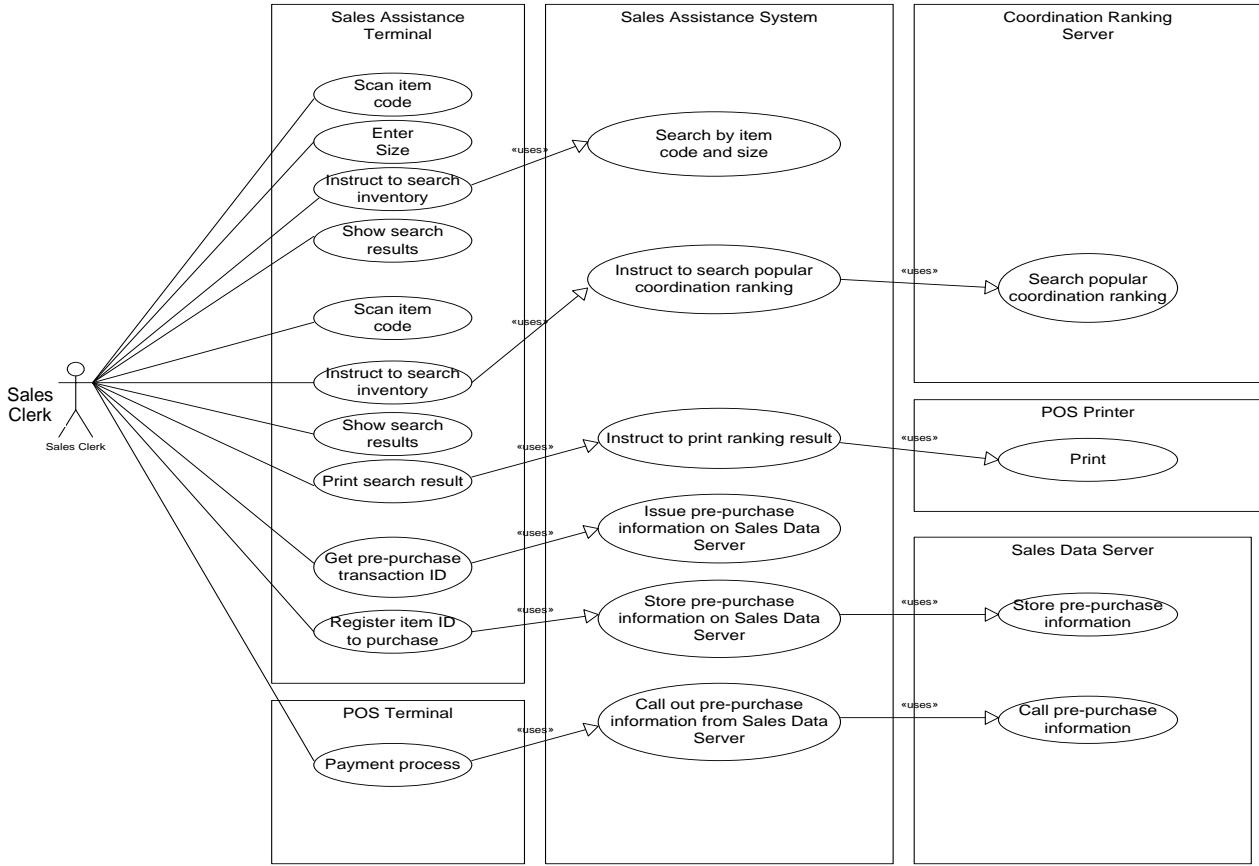 Sales Assistance
Terminal
Scan item
code
Enter
Size
Instruct to search
inventory
Show search
results
Scan item
code
Instruct to search
inventory
Show search
results
Print search result
Get pre-purchase
transaction ID
Register item ID
to purchase
POS Terminal
Payment process
Sales
Clerk
Sales Clerk
«uses»
«uses»
«uses»
«uses»
«uses»
«uses»
Sales Assistance System
Search by item
code and size
Instruct to search popular
coordination ranking
Instruct to print ranking result
Issue pre-purchase
information on Sales Data
Server
Store pre-purchase
information on Sales Data
Server
Call out pre-purchase
information from Sales Data
Server
«uses»
«uses»
«uses»
«uses»
Coordination Ranking
Server
Search popular
coordination ranking
POS Printer
Print
Sales Data Server
Store pre-purchase
information
Call pre-purchase
information